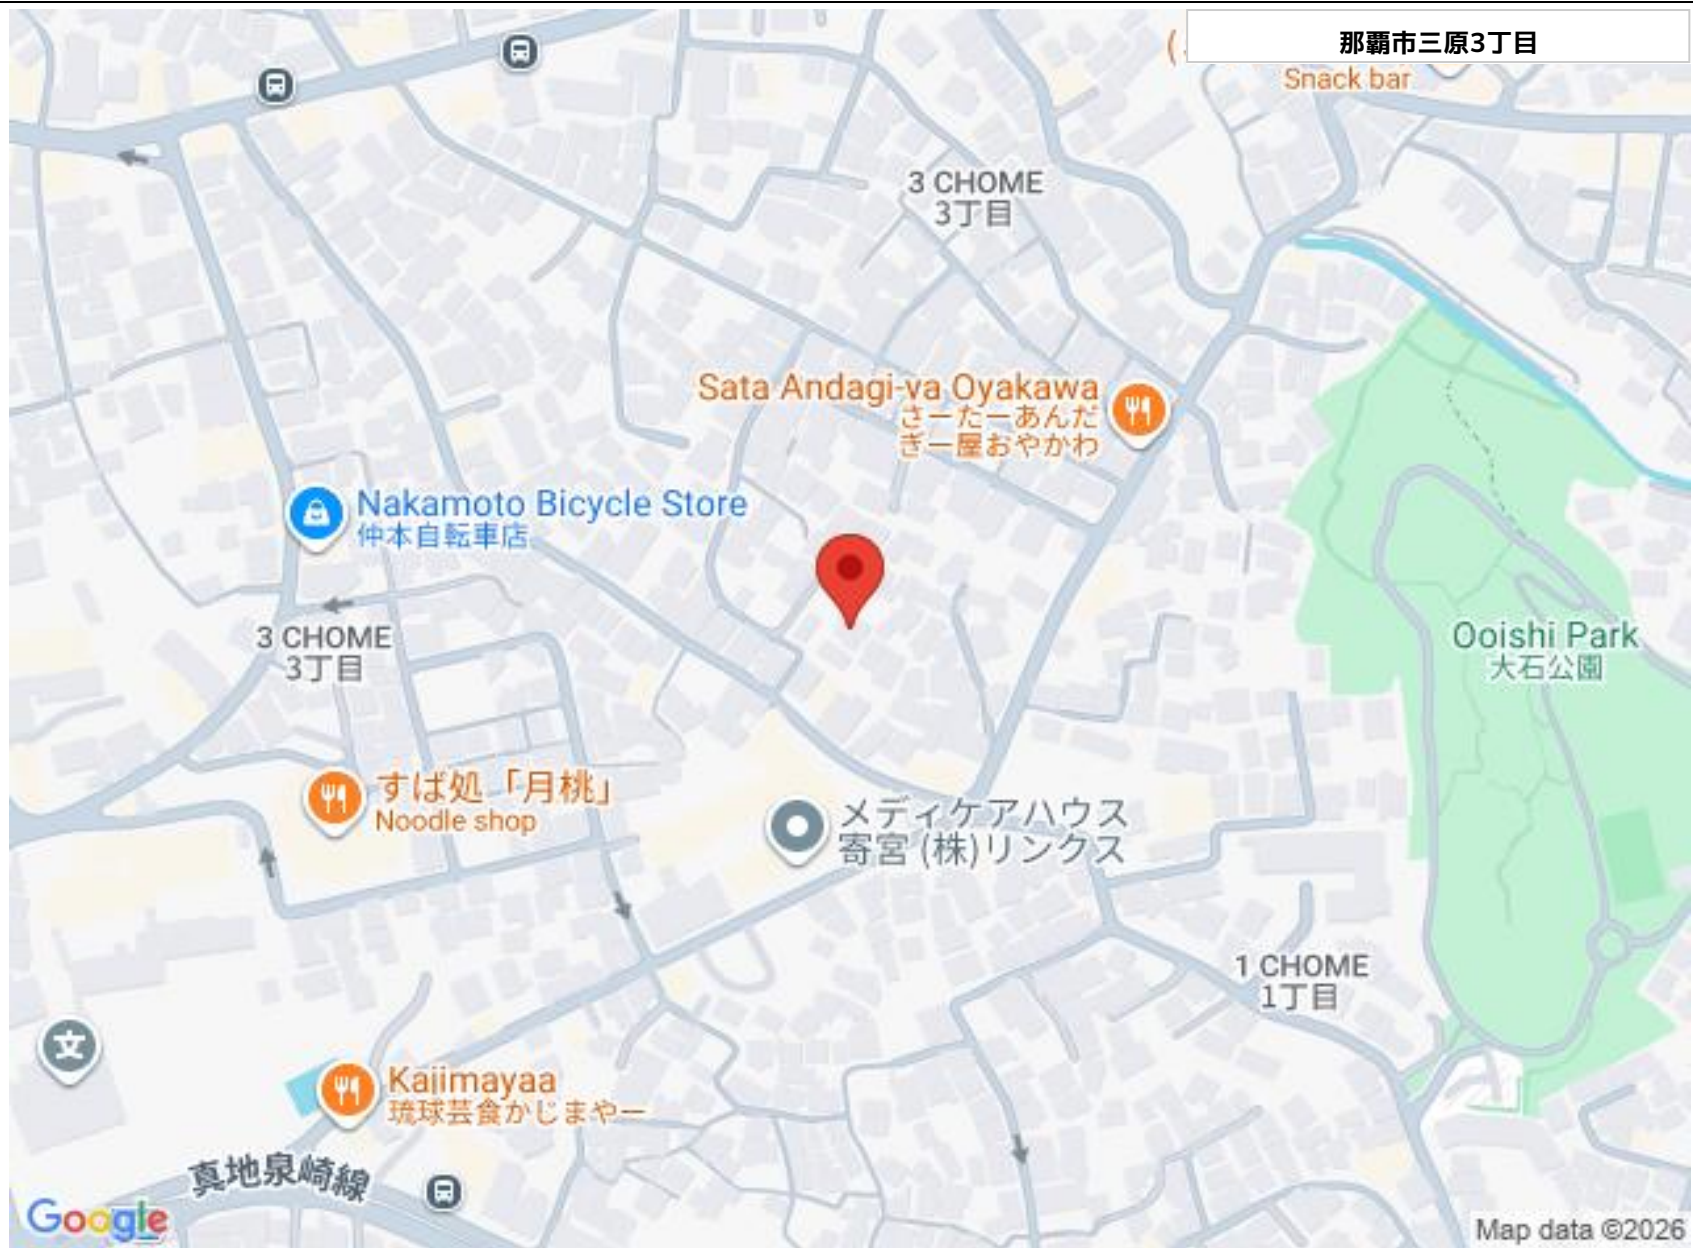 那覇市三原3丁目
Snack bar
3 CHOME
3丁目
Sata Andagi-ya Oyakawa
さーたーあんだ
ぎー屋おやかわ
Nakamoto Bicycle Store
仲本自転車店
3 CHOME
3丁目
Ooishi Park
大石公園
すば処「月桃」
Noodle shop
メディケアハウス
寄宮 (株)リンクス
1 CHOME
1丁目
文
Kajimayaa
琉球芸食かじまやー
真地泉崎線
Google
Map data ©2026